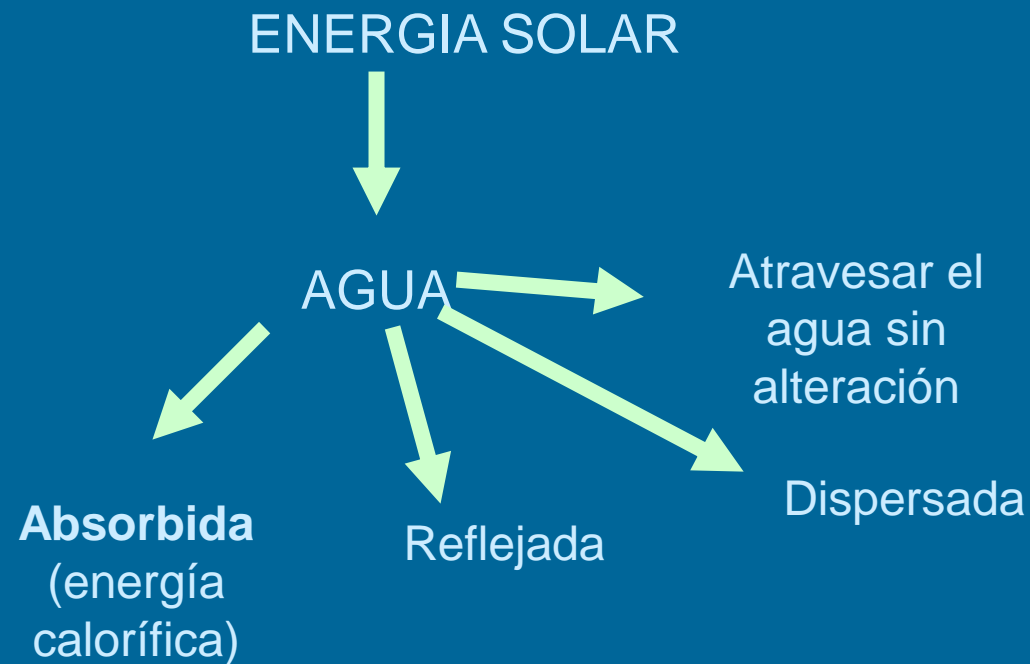 ENERGIA SOLAR
AGUA
Atravesar el
agua sin
alteración
Dispersada
Absorbida
(energía
calorífica)
Reflejada